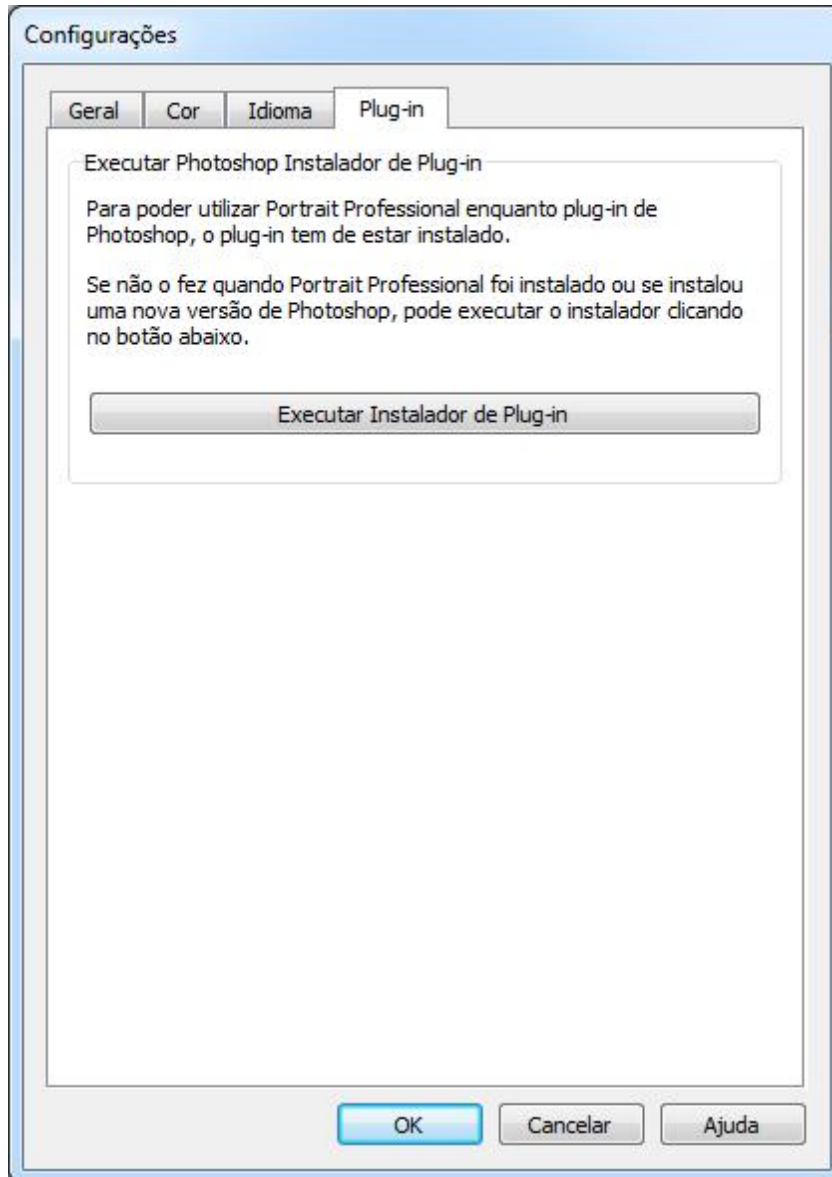 Configurações
Geral
Cor
Idioma
Plug-in
Executar Photoshop Instalador de Plug-in
Para poder utilizar Portrait Professional enquanto plug-in de
Photoshop, o plug-in tem de estar instalado.
Se não o fez quando Portrait Professional foi instalado ou se instalou
uma nova versão de Photoshop, pode executar o instalador clicando
no botão abaixo.
Executar Instalador de Plug-in
OK
Cancelar
Ajuda